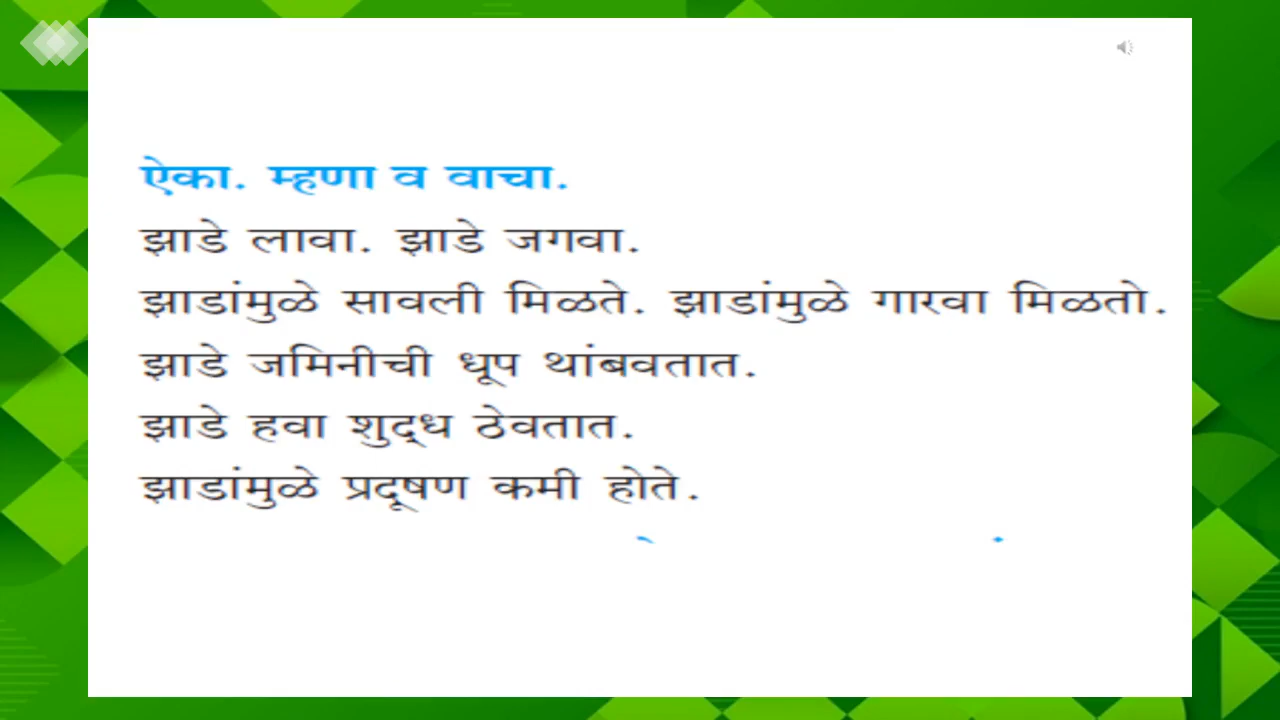 ऐका. म्हणा व वाचा.
झाडे लावा. झाडे जगवा.
झाडांमुळे सावली मिळते. झाडांमुळे गारवा मिळतो.
झाडे जमिनीची धूप थांबवतात.
झाडे हवा शुद्ध ठेवतात.
झाडांमुळे प्रदूषण कमी होते.